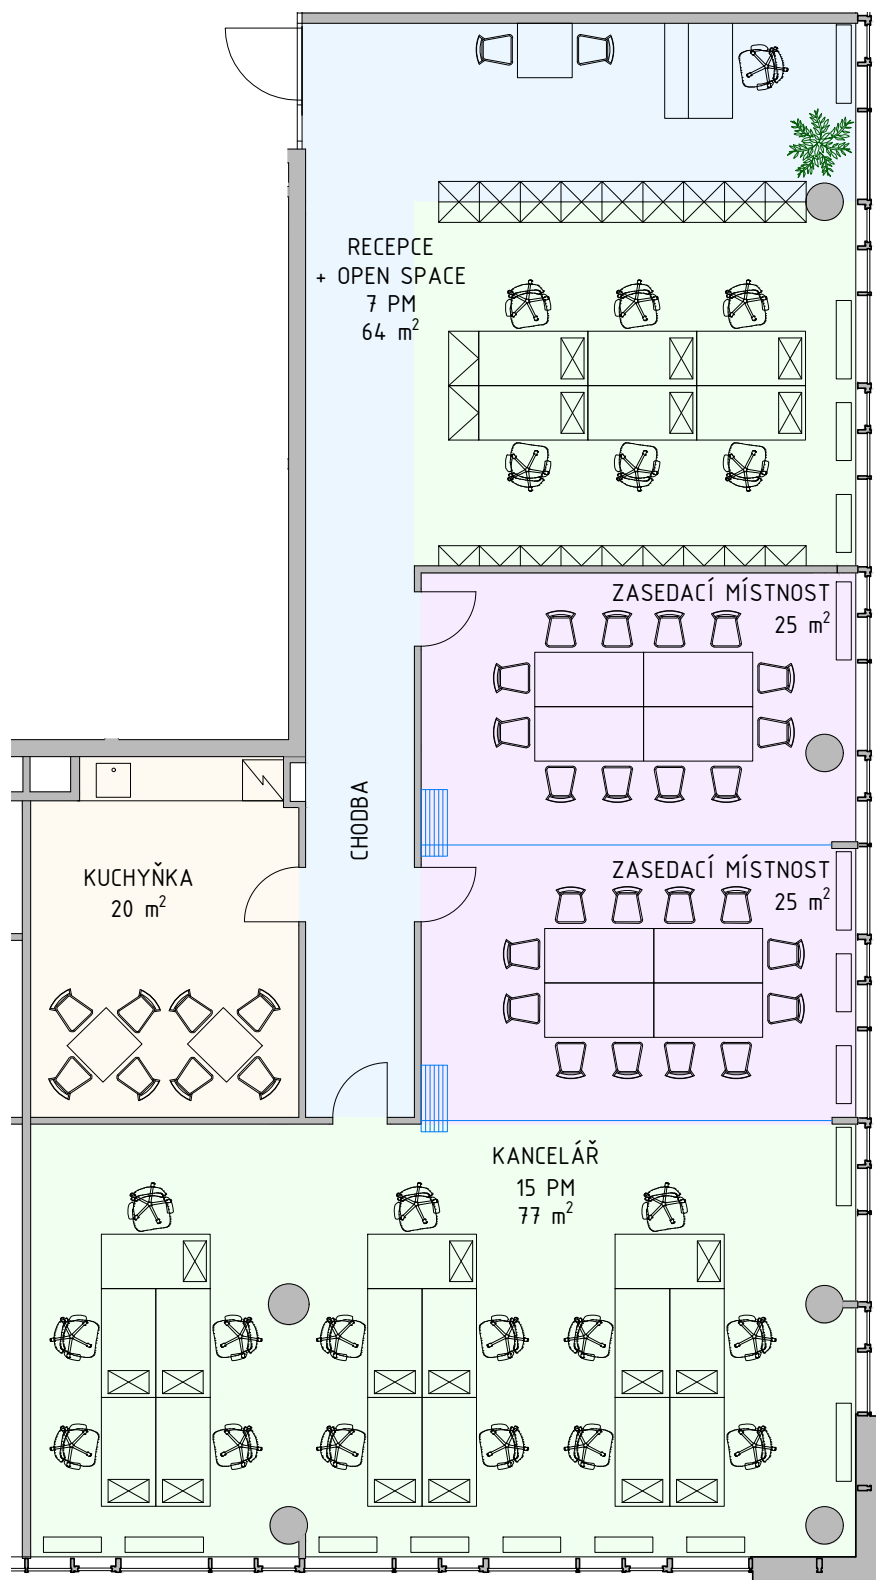 RECEPCE
+ OPEN SPACE
7 PM
64 m²
ZASEDACÍ MÍSTNOST
25 m²
CHODBA
KUCHYŇKA
20 m²
ZASEDACÍ MÍSTNOST
25 m²
KANCELÁŘ
15 PM
77 m²